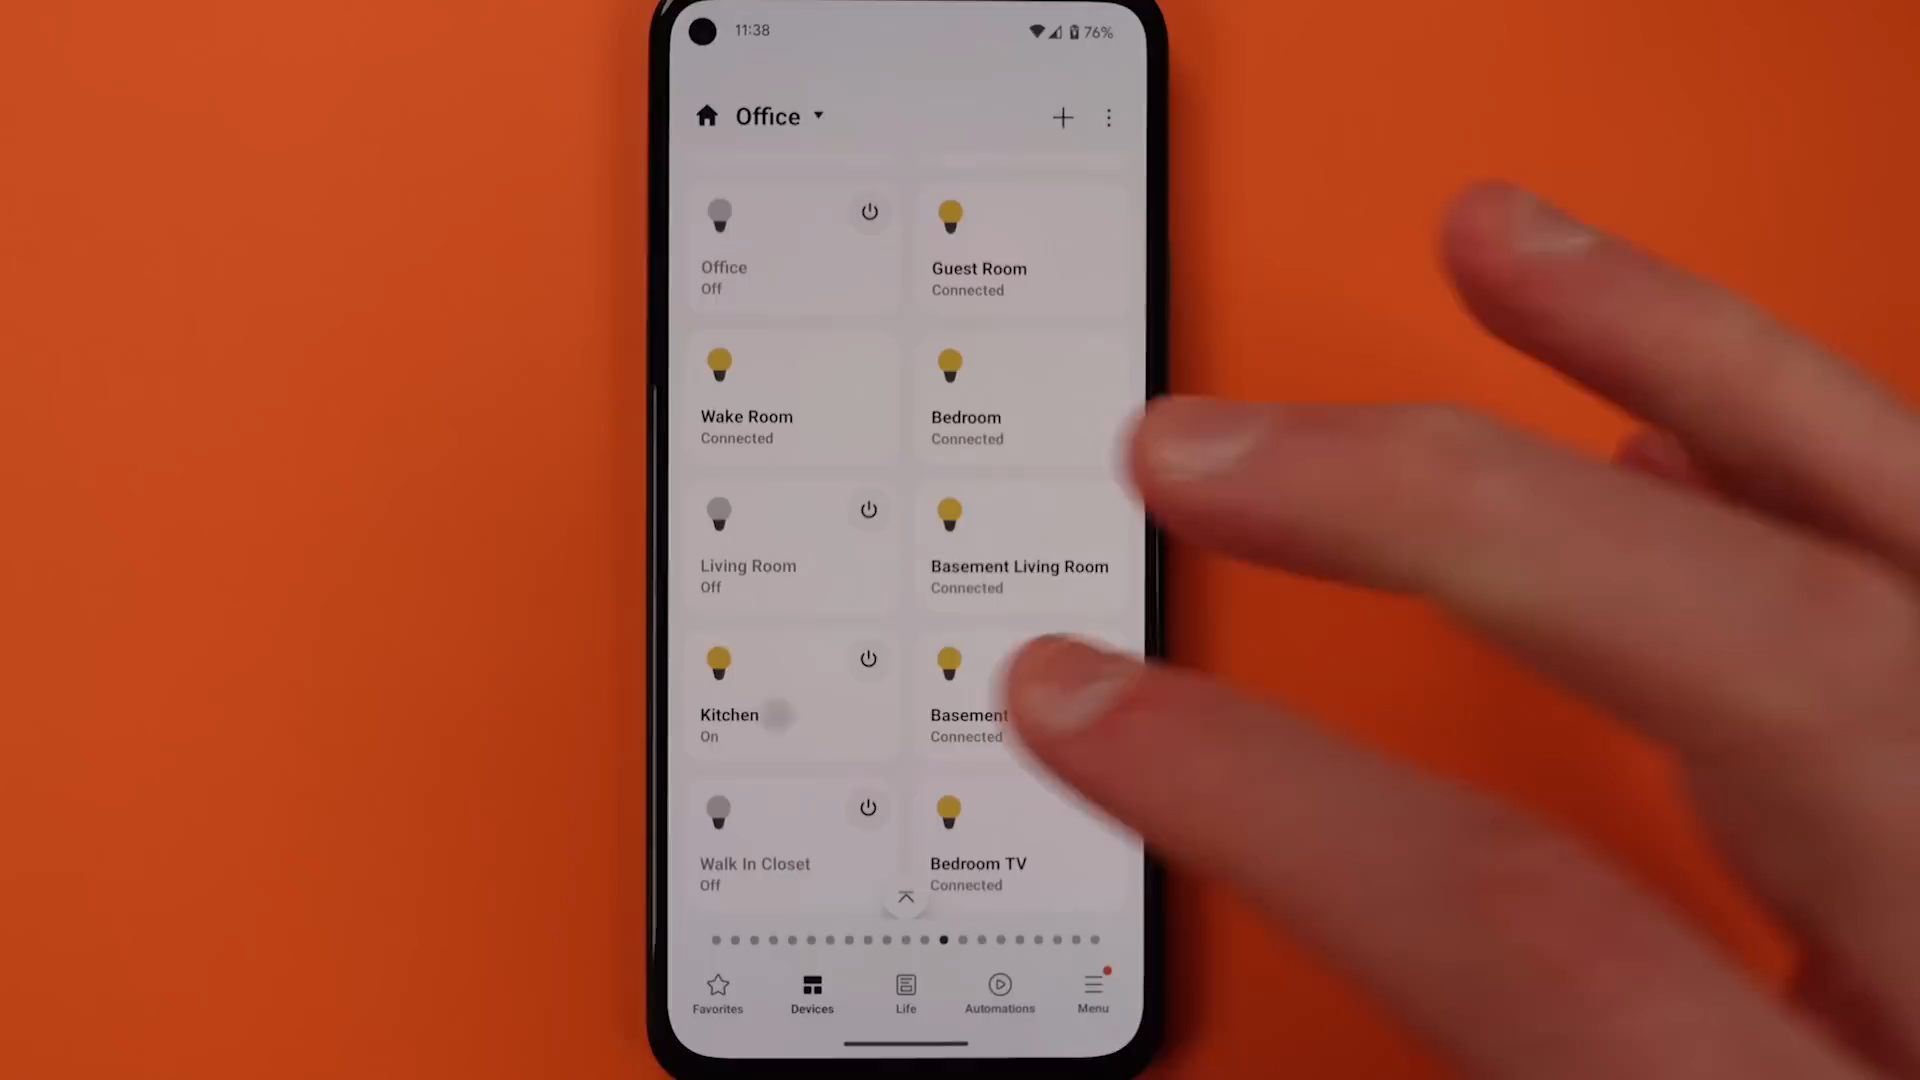 11:38
76%
Office
Office
Off
Guest Room
Connected
Wake Room
Connected
Bedroom
Connected
Living Room
Off
Basement Living Room
Connected
Kitchen
On
Basement
Connected
Walk In Closet
Off
Bedroom TV
Connected
Favorites
Devices
Life
Automations
Menu